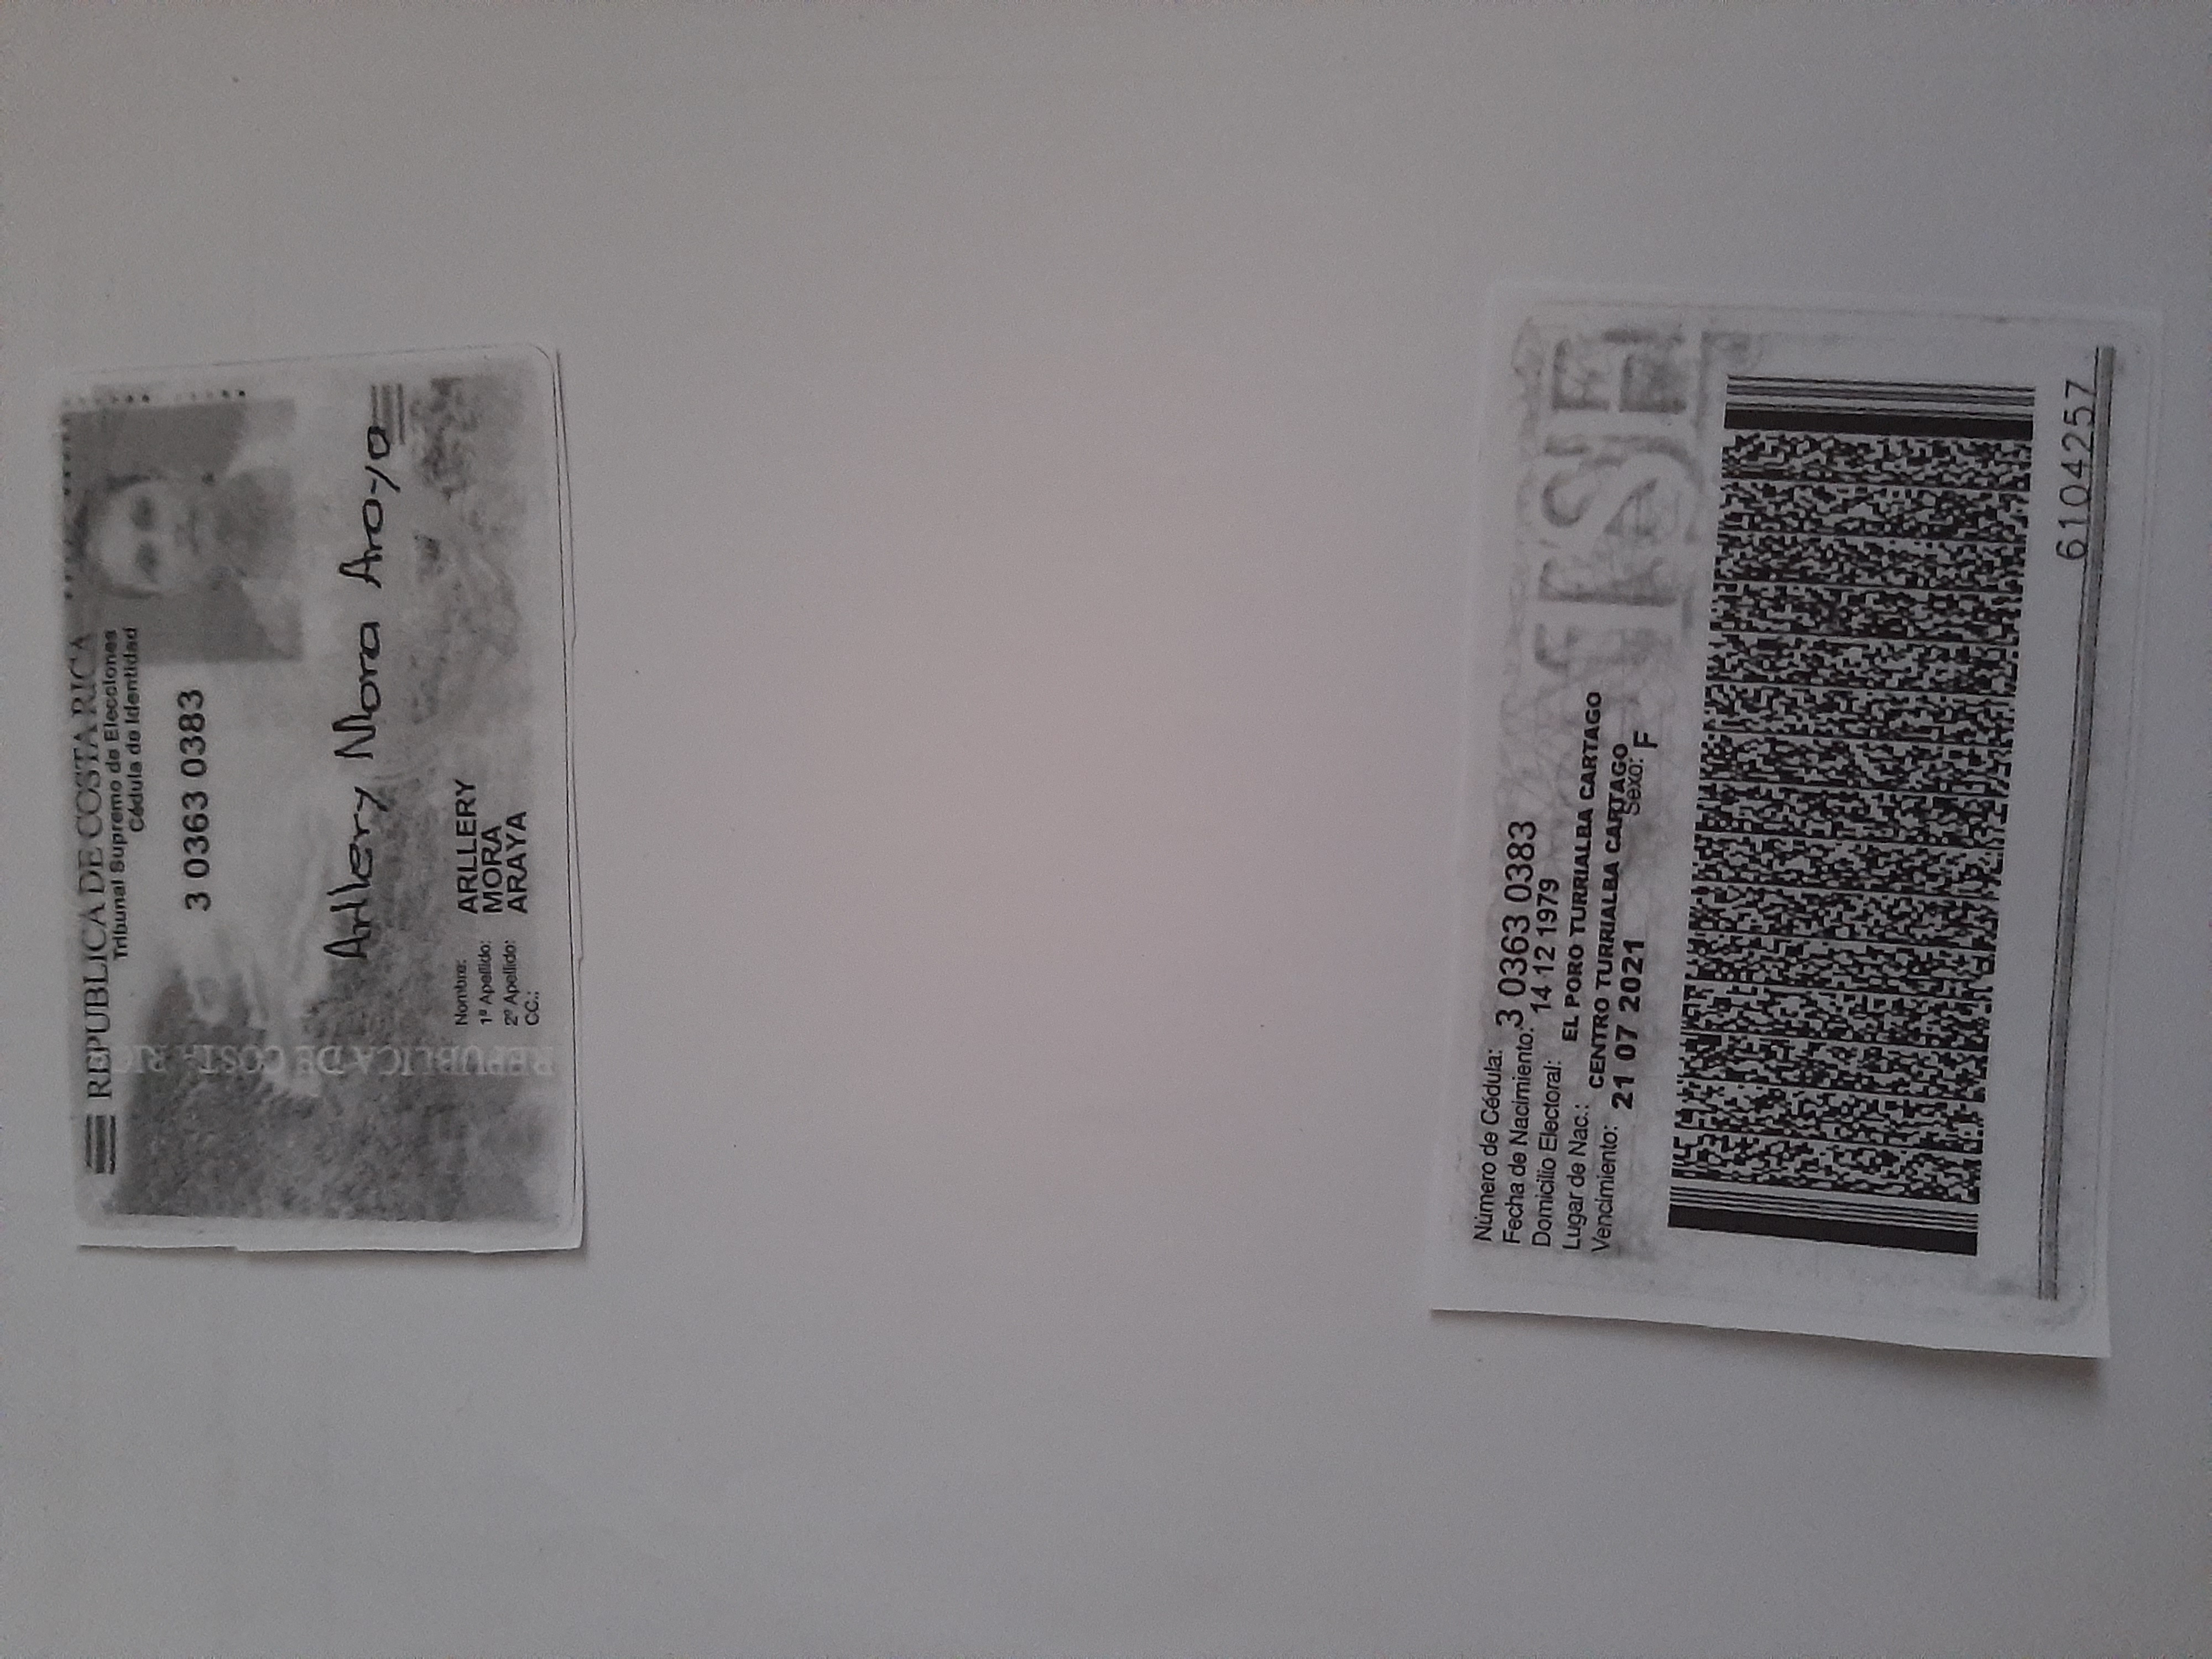 REPUBLICA DE COSTA RICA
Tribunal Supremo de Elecciones
Cédula de Identidad
3 0363 0383
Arllery Mora Aroyo
REPUBLICA DE COSTA RIC
Nombre: ARLLERY
1º Apellido: MORA
2º Apellido: ARAYA
CC.:
Número de Cédula: 3 0363 0383
Fecha de Nacimiento: 14 12 1979
Domicilio Electoral: EL PORO TURRIALBA CARTAGO
Lugar de Nac.: CENTRO TURRIALBA CARTAGO
Vencimiento: 21 07 2021 Sexo: F
6104257